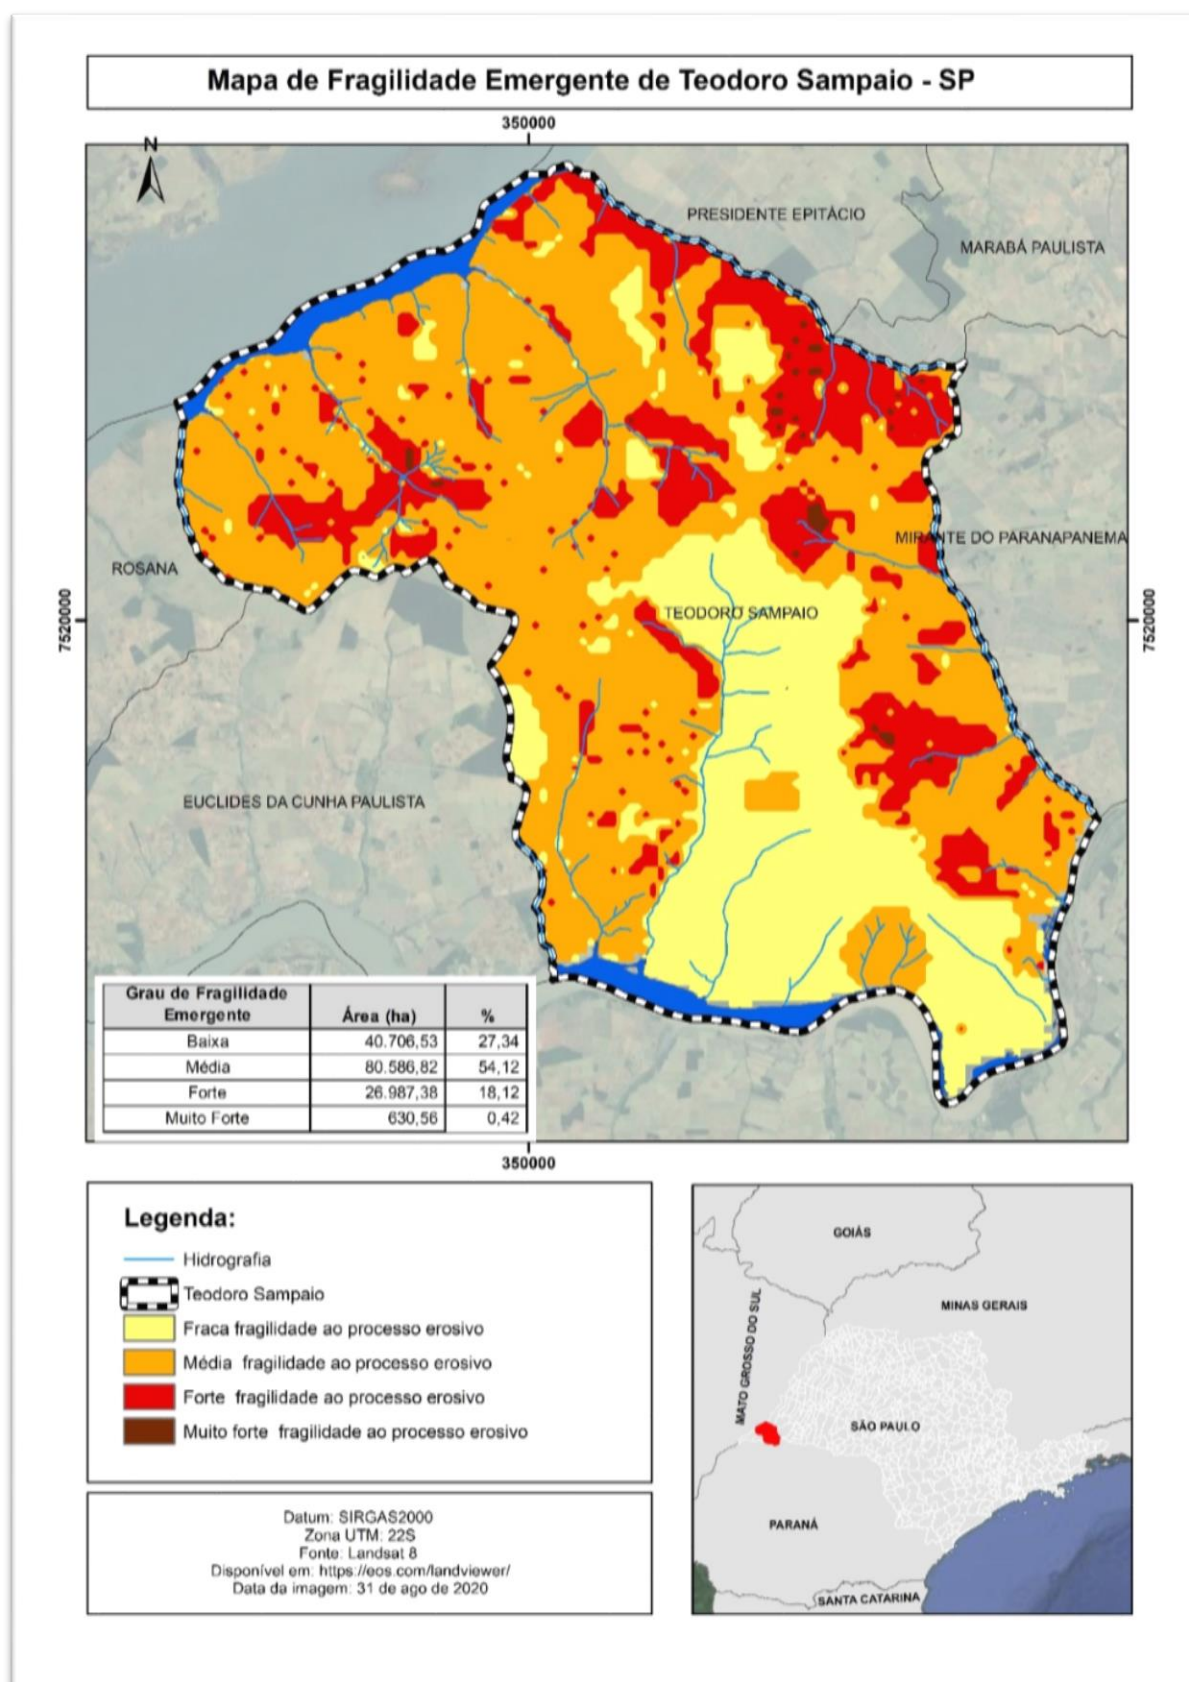 Mapa de Fragilidade Emergente de Teodoro Sampaio - SP
350000
N
PRESIDENTE EPITÁCIO
MARABÁ PAULISTA
MIRANTE DO PARANAPANEMA
ROSANA
7520000
TEODORO SAMPAIO
7520000
EUCLIDES DA CUNHA PAULISTA
Grau de Fragilidade
Emergente Área (ha) %
Baixa 40.706,53 27,34
Média 80.586,82 54,12
Forte 26.987,38 18,12
Muito Forte 630,56 0,42
350000
Legenda:
Hidrografia
Teodoro Sampaio
Fraca fragilidade ao processo erosivo
Média fragilidade ao processo erosivo
Forte fragilidade ao processo erosivo
Muito forte fragilidade ao processo erosivo
Datum: SIRGAS2000
Zona UTM: 22S
Fonte: Landsat 8
Disponível em: https://eos.com/landviewer/
Data da imagem: 31 de ago de 2020
GOIÁS
MINAS GERAIS
MATO GROSSO DO SUL
SÃO PAULO
PARANÁ
SANTA CATARINA